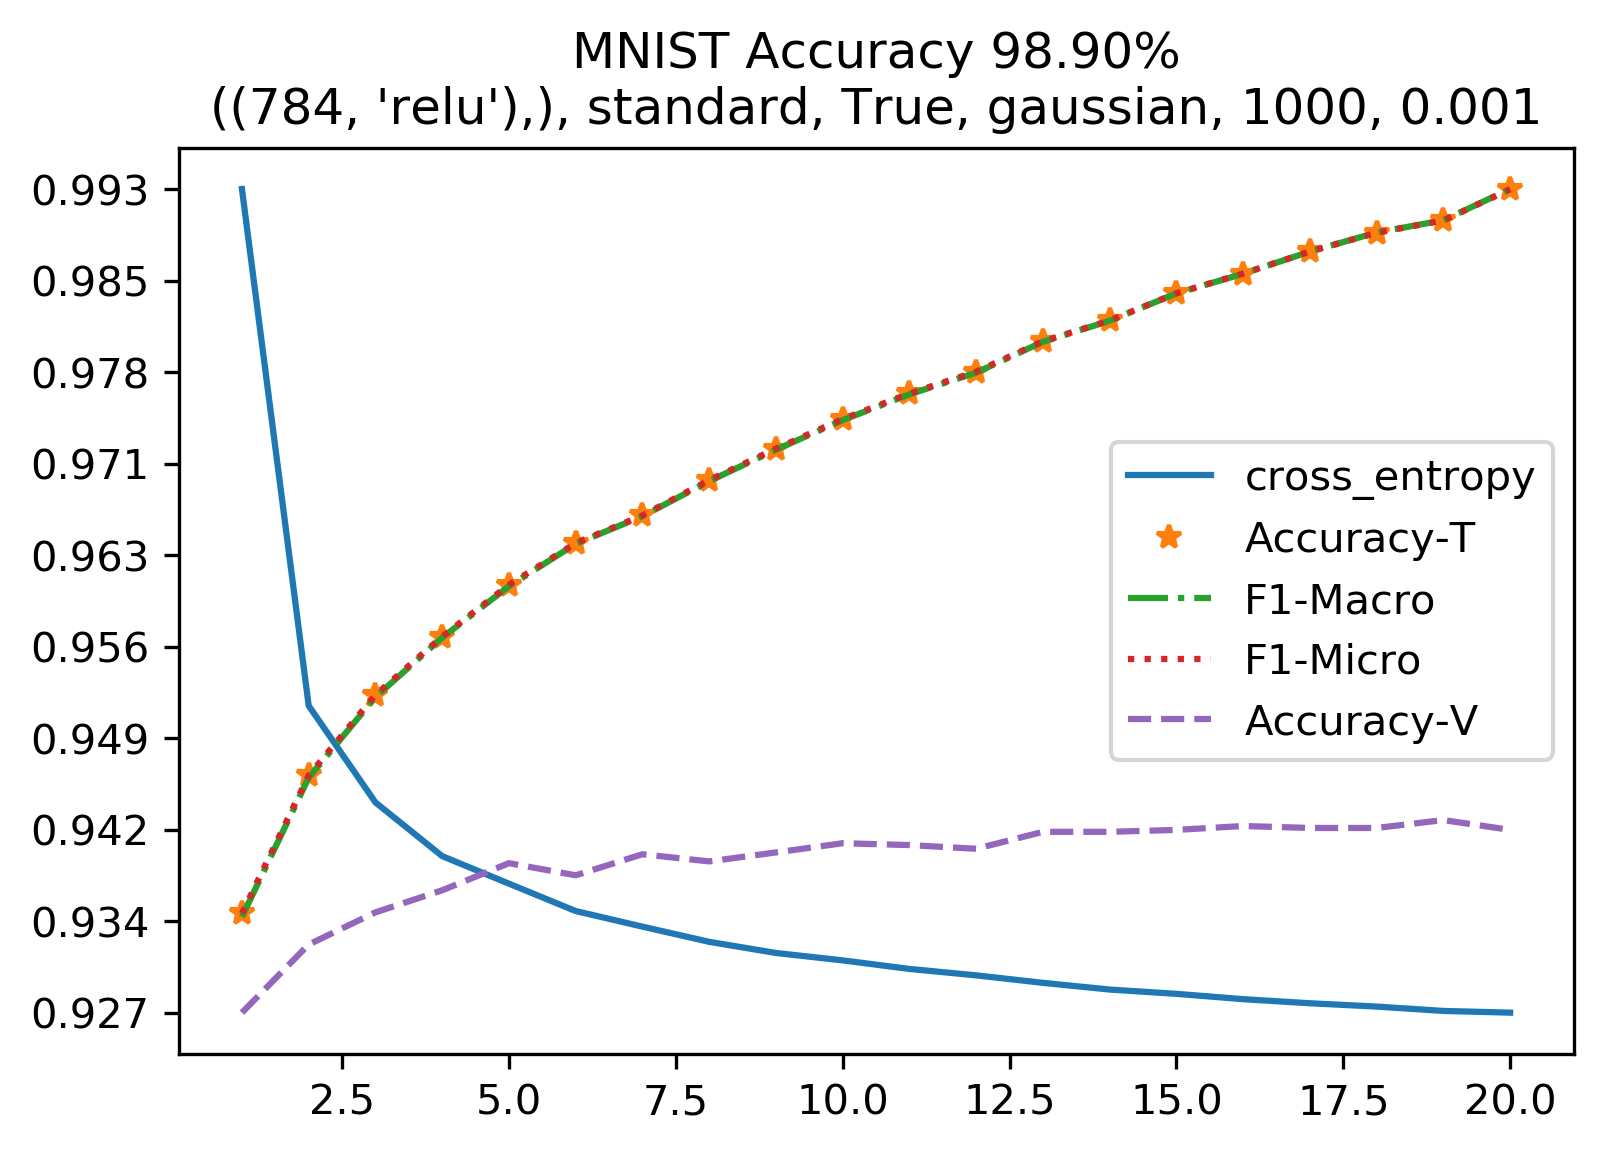 MNIST Accuracy 98.90%
((784, 'relu'),), standard, True, gaussian, 1000, 0.001
0.993
0.985
0.978
0.971
0.963
0.956
0.949
0.942
0.934
0.927
cross_entropy
Accuracy-T
F1-Macro
F1-Micro
Accuracy-V
2.5 5.0 7.5 10.0 12.5 15.0 17.5 20.0